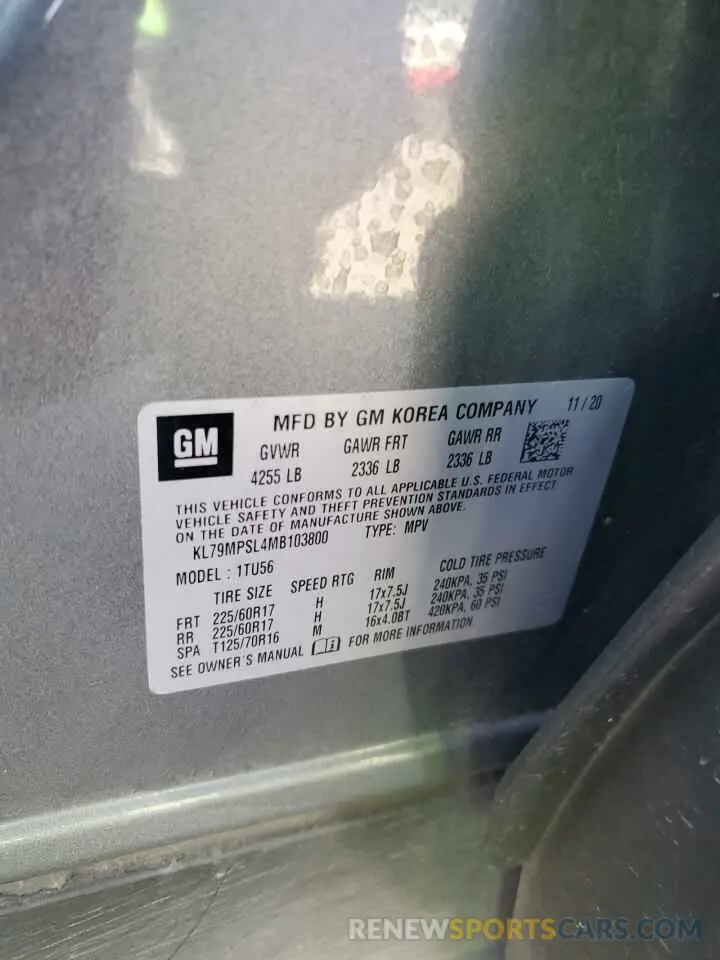 GM
MFD BY GM KOREA COMPANY 11/20
GVWR GAWR FRT GAWR RR
4255 LB 2336 LB 2336 LB
THIS VEHICLE CONFORMS TO ALL APPLICABLE U.S. FEDERAL MOTOR
VEHICLE SAFETY AND THEFT PREVENTION STANDARDS IN EFFECT
ON THE DATE OF MANUFACTURE SHOWN ABOVE.
KL79MPSL4MB103800 TYPE: MPV
MODEL : 1TU56
TIRE SIZE SPEED RTG RIM COLD TIRE PRESSURE
FRT 225/60R17 H 17x7.5J 240KPA, 35 PSI
RR 225/60R17 H 17x7.5J 240KPA, 35 PSI
SPA T125/70R16 M 16x4.0BT 420KPA, 60 PSI
SEE OWNER'S MANUAL FOR MORE INFORMATION.
RENEWSPORTSCARS.COM